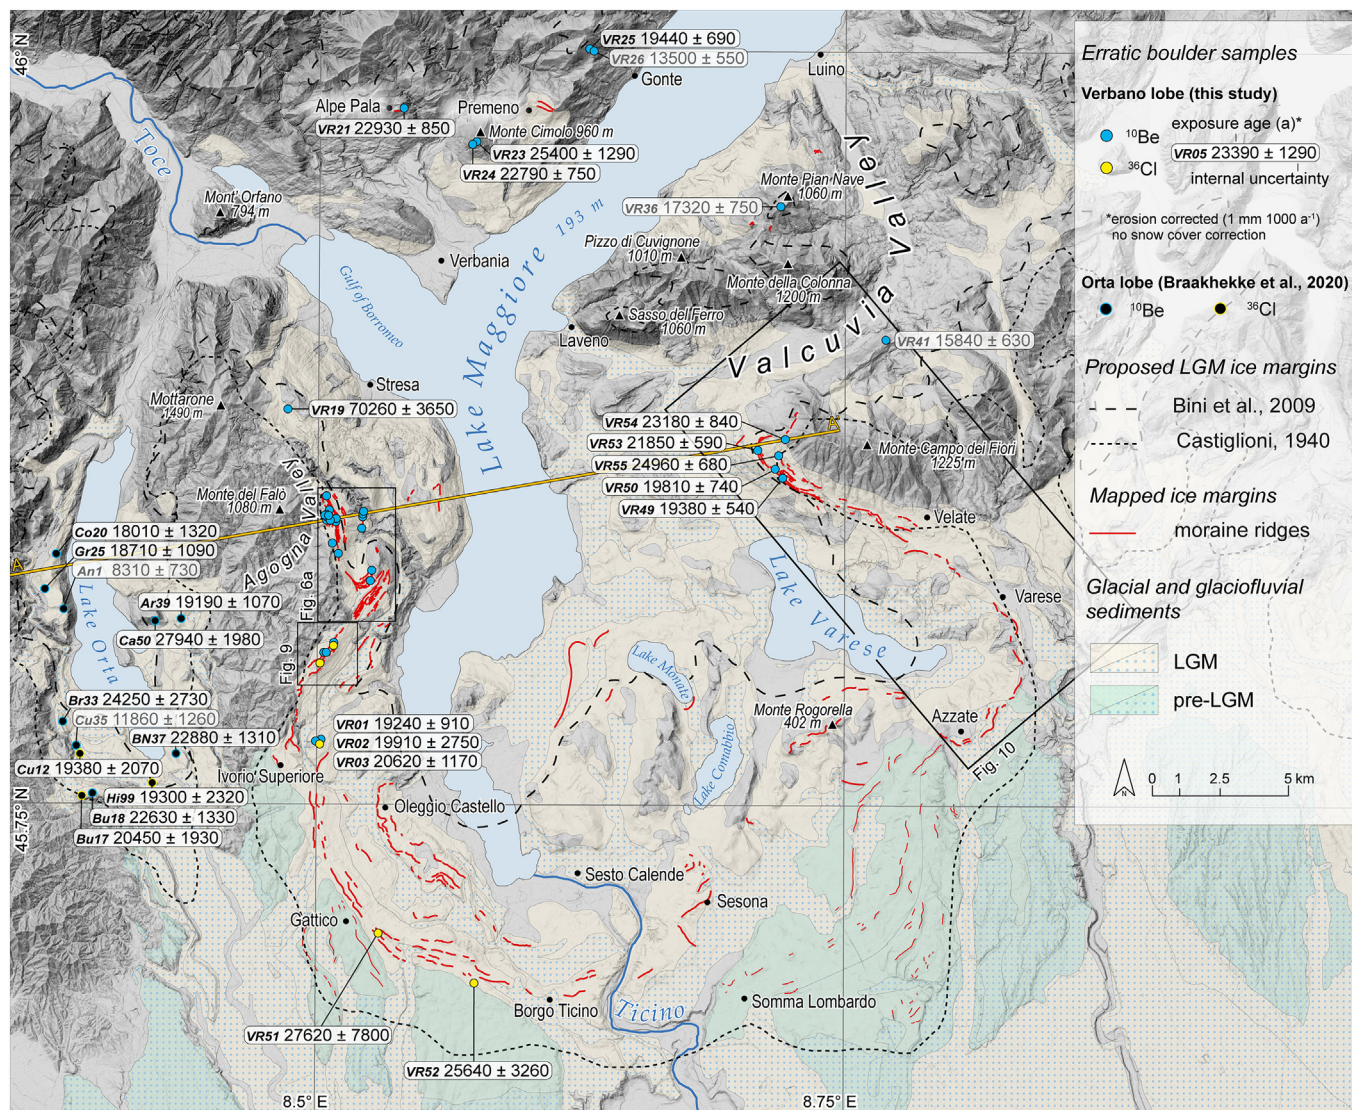 46° N
Toce
Alpe Pala
VR21 22930 ± 850
Premeno
Monte Cimolo 960 m
VR23 25400 ± 1290
VR24 22790 ± 750
VR25 19440 ± 690
VR26 13500 ± 550
Gonte
Luino
Mont' Orfano
794 m
Verbania
Gulf of Borromeo
Lake Maggiore 193 m
Monte Pian Nave
1060 m
VR36 17320 ± 750
Pizzo di Cuvignone
1010 m
Monte della Colonna
1200 m
Sasso del Ferro
1060 m
Laveno
Valcuvia Valley
VR41 15840 ± 630
Stresa
Mottarone
1490 m
VR19 70260 ± 3650
VR54 23180 ± 840
VR53 21850 ± 590
VR55 24960 ± 680
VR50 19810 ± 740
VR49 19380 ± 540
A'
Monte Campo dei Fiori
1225 m
Velate
Varese
Monte del Falò
1080 m
Agogna Valley
Fig. 6a
Fig. 9
A
Co20 18010 ± 1320
Gr25 18710 ± 1090
An1 8310 ± 730
Ar39 19190 ± 1070
Ca50 27940 ± 1980
Lake Orta
Br33 24250 ± 2730
Cu35 11860 ± 1260
BN37 22880 ± 1310
Cu12 19380 ± 2070
Hi99 19300 ± 2320
Bu18 22630 ± 1330
Bu17 20450 ± 1930
45.75° N
VR01 19240 ± 910
VR02 19910 ± 2750
VR03 20620 ± 1170
Ivorio Superiore
Oleggio Castello
Lake Varese
Lake Monate
Lake Comabbio
Monte Rogorella
402 m
Azzate
Fig. 10
Sesto Calende
Sesona
Gattico
Borgo Ticino
Ticino
Somma Lombardo
VR51 27620 ± 7800
VR52 25640 ± 3260
8.5° E
8.75° E
Erratic boulder samples
Verbano lobe (this study)
exposure age (a)*
¹⁰Be
VR05 23390 ± 1290
³⁶Cl
internal uncertainty
*erosion corrected (1 mm 1000 a⁻¹)
no snow cover correction
Orta lobe (Braakhekke et al., 2020)
¹⁰Be
³⁶Cl
Proposed LGM ice margins
Bini et al., 2009
Castiglioni, 1940
Mapped ice margins
moraine ridges
Glacial and glaciofluvial
sediments
LGM
pre-LGM
N
0 1 2.5 5 km